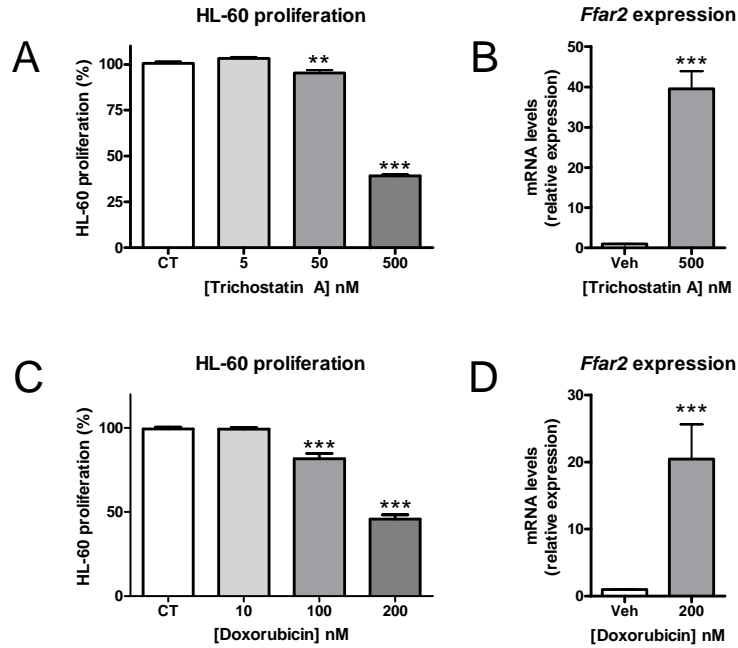 HL-60 proliferation
A
HL-60 proliferation (%)
100
75
50
25
0
**
***
CT
5
50
500
[Trichostatin A] nM
Ffar2 expression
B
mRNA levels
(relative expression)
50
40
30
20
10
0
***
Veh
500
[Trichostatin A] nM
HL-60 proliferation
C
HL-60 proliferation (%)
100
50
0
***
***
CT
10
100
200
[Doxorubicin] nM
Ffar2 expression
D
mRNA levels
(relative expression)
30
20
10
0
***
Veh
200
[Doxorubicin] nM